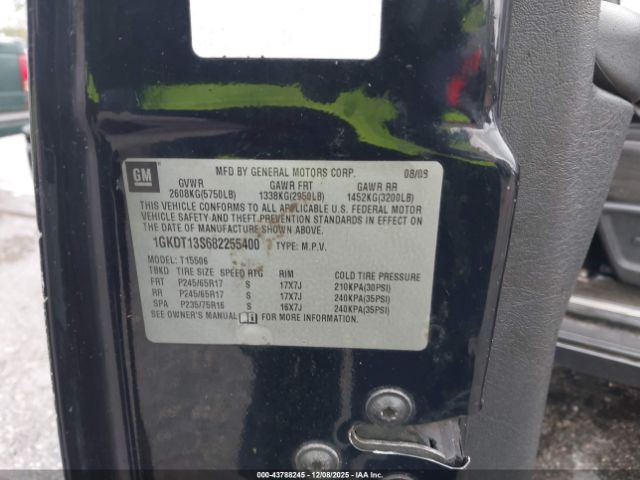 GM
MFD BY GENERAL MOTORS CORP. 08/09
GVWR GAWR FRT GAWR RR
2608KG(5750LB) 1338KG(2950LB) 1452KG(3200LB)
THIS VEHICLE CONFORMS TO ALL APPLICABLE U.S. FEDERAL MOTOR
VEHICLE SAFETY AND THEFT PREVENTION STANDARDS IN EFFECT ON
THE DATE OF MANUFACTURE SHOWN ABOVE.
1GKDT13S682255400 TYPE: M.P.V.
MODEL: T15506
TBKD TIRE SIZE SPEED RTG RIM COLD TIRE PRESSURE
FRT P245/65R17 S 17X7J 210KPA(30PSI)
RR P245/65R17 S 17X7J 240KPA(35PSI)
SPA P235/75R16 S 16X7J 240KPA(35PSI)
SEE OWNER'S MANUAL FOR MORE INFORMATION.
© 000-43788245 - 12/08/2025 - IAAI.COM ©